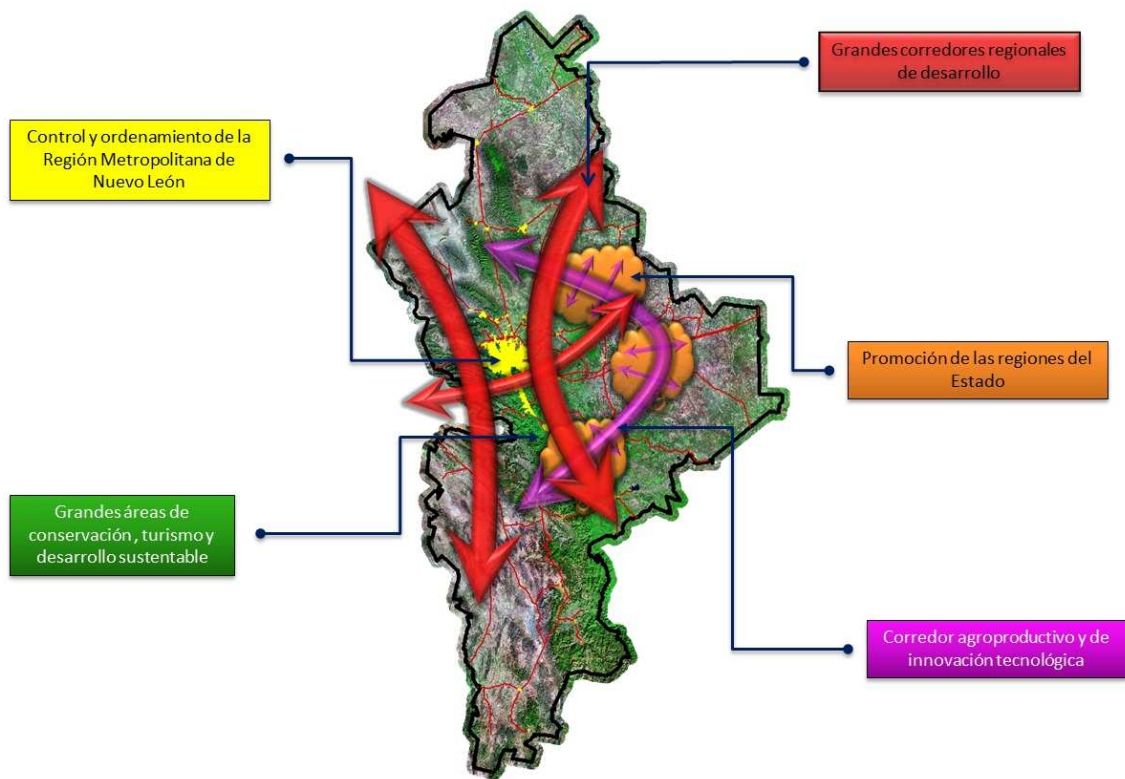 Grandes corredores regionales
de desarrollo
Control y ordenamiento de la
Región Metropolitana de
Nuevo León
Promoción de las regiones del
Estado
Grandes áreas de
conservación , turismo y
desarrollo sustentable
Corredor agroproductivo y de
innovación tecnológica